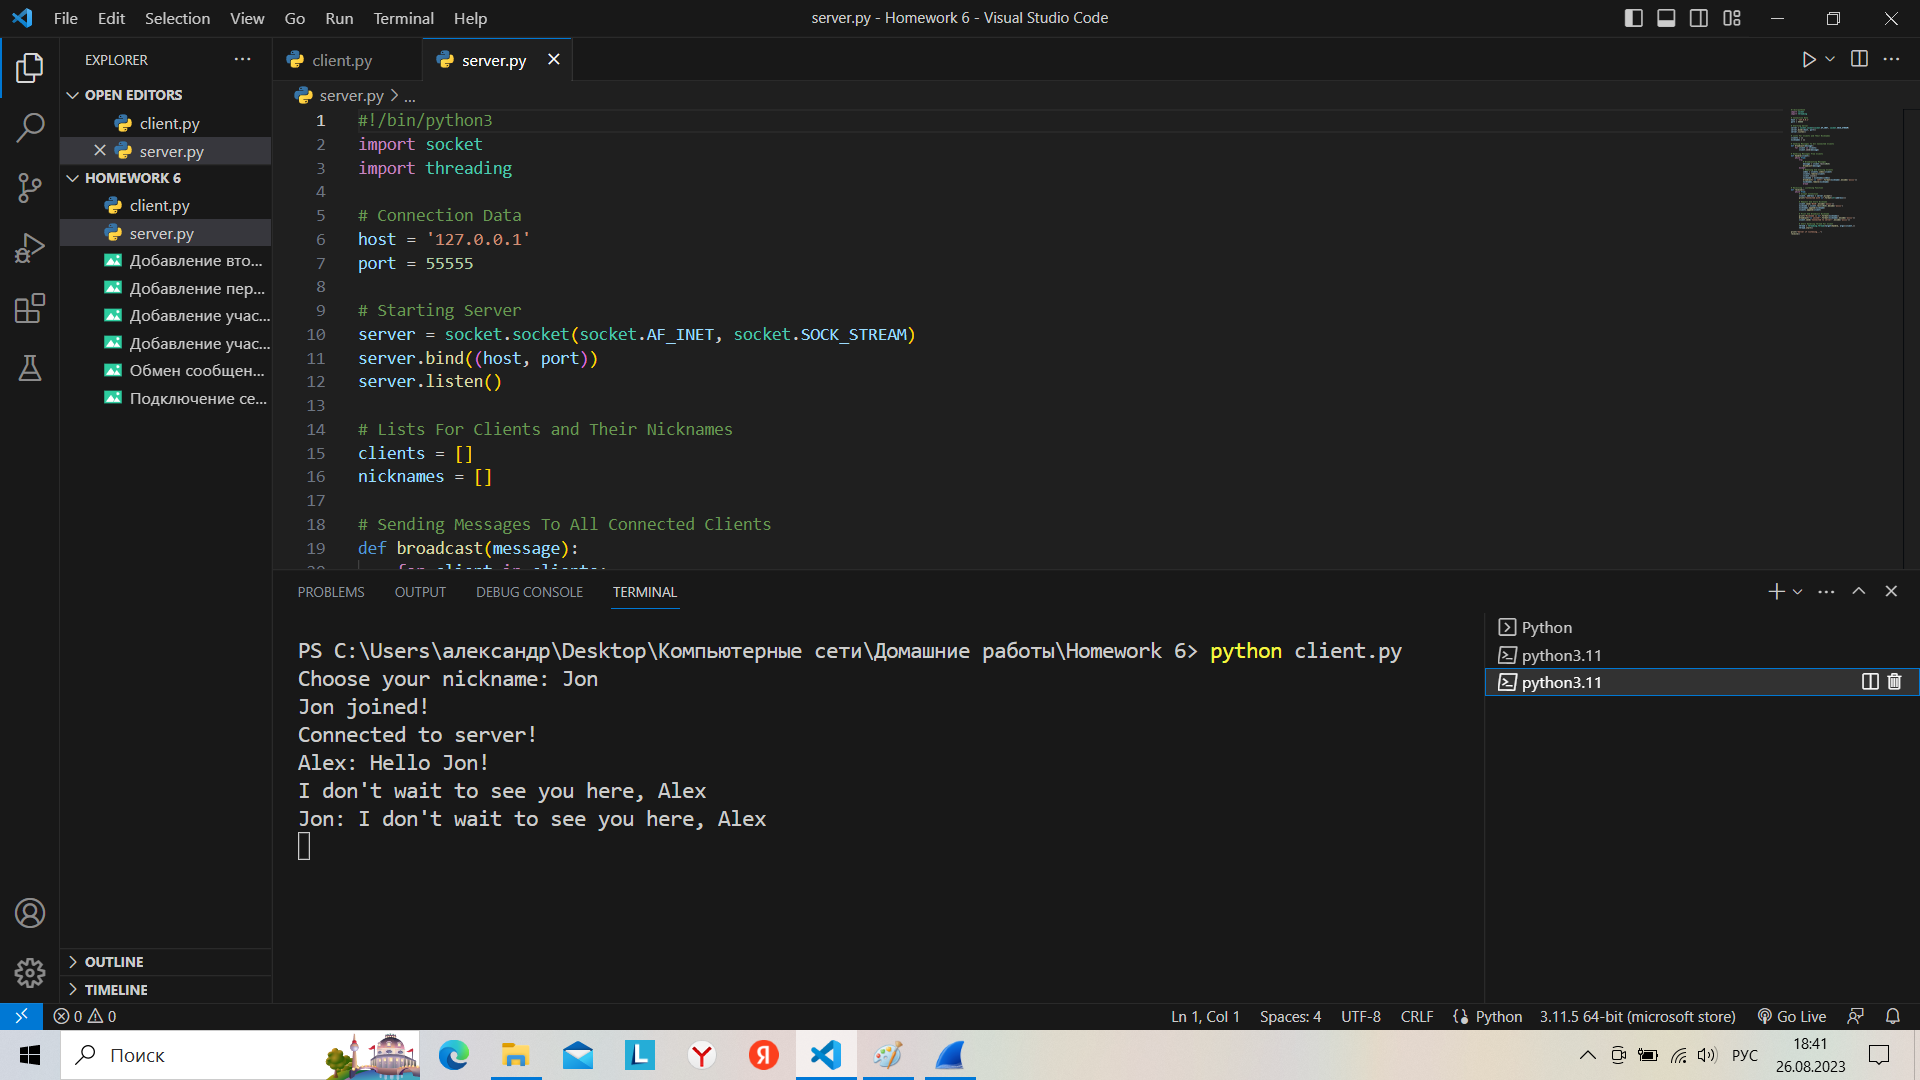 File Edit Selection View Go Run Terminal Help
server.py - Homework 6 - Visual Studio Code
EXPLORER
OPEN EDITORS
client.py
server.py
HOMEWORK 6
client.py
server.py
Добавление вто...
Добавление пер...
Добавление учас...
Добавление учас...
Обмен сообщен...
Подключение се...
OUTLINE
TIMELINE
client.py server.py
server.py > ...
1 #!/bin/python3
2 import socket
3 import threading
4
5 # Connection Data
6 host = '127.0.0.1'
7 port = 55555
8
9 # Starting Server
10 server = socket.socket(socket.AF_INET, socket.SOCK_STREAM)
11 server.bind((host, port))
12 server.listen()
13
14 # Lists For Clients and Their Nicknames
15 clients = []
16 nicknames = []
17
18 # Sending Messages To All Connected Clients
19 def broadcast(message):
20 for client in clients:
PROBLEMS OUTPUT DEBUG CONSOLE TERMINAL
PS C:\Users\александр\Desktop\Компьютерные сети\Домашние работы\Homework 6> python client.py
Choose your nickname: Jon
Jon joined!
Connected to server!
Alex: Hello Jon!
I don't wait to see you here, Alex
Jon: I don't wait to see you here, Alex
Python
python3.11
python3.11
0 0
Ln 1, Col 1 Spaces: 4 UTF-8 CRLF Python 3.11.5 64-bit (microsoft store) Go Live
Поиск
L
Y
Я
РУС
18:41
26.08.2023